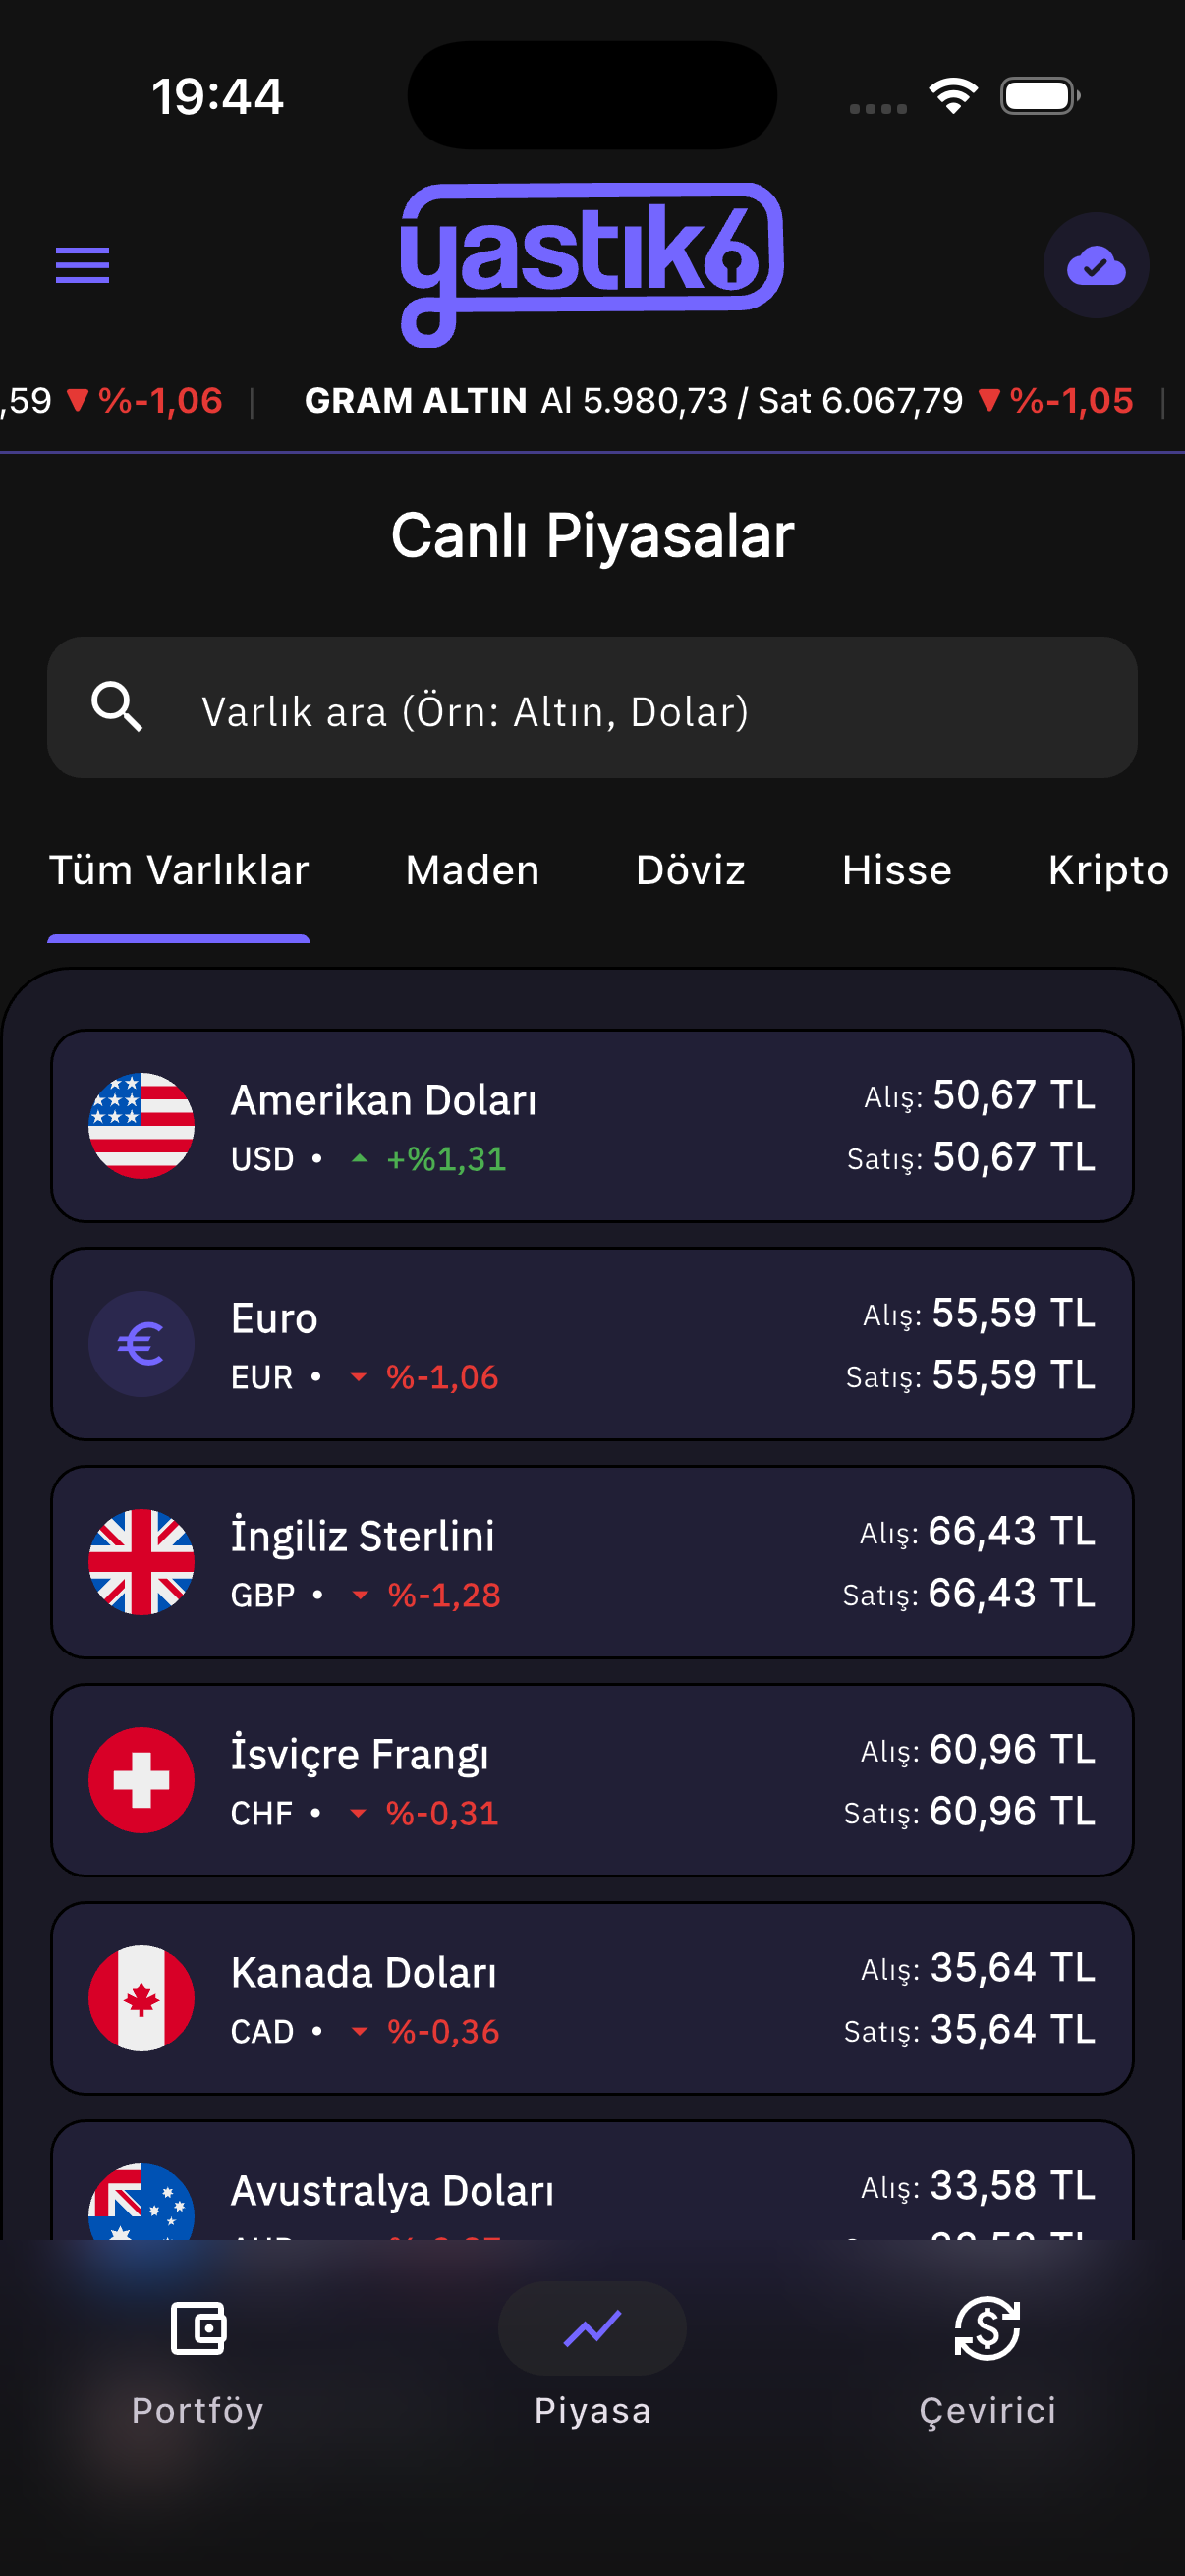 19:44
yastık6
,59 ▼ %-1,06 | GRAM ALTIN Al 5.980,73 / Sat 6.067,79 ▼ %-1,05 |
Canlı Piyasalar
Varlık ara (Örn: Altın, Dolar)
Tüm Varlıklar Maden Döviz Hisse Kripto
Amerikan Doları
USD • ▲ +%1,31
Alış: 50,67 TL
Satış: 50,67 TL
Euro
EUR • ▼ %-1,06
Alış: 55,59 TL
Satış: 55,59 TL
İngiliz Sterlini
GBP • ▼ %-1,28
Alış: 66,43 TL
Satış: 66,43 TL
İsviçre Frangı
CHF • ▼ %-0,31
Alış: 60,96 TL
Satış: 60,96 TL
Kanada Doları
CAD • ▼ %-0,36
Alış: 35,64 TL
Satış: 35,64 TL
Avustralya Doları
Alış: 33,58 TL
Portföy Piyasa Çevirici